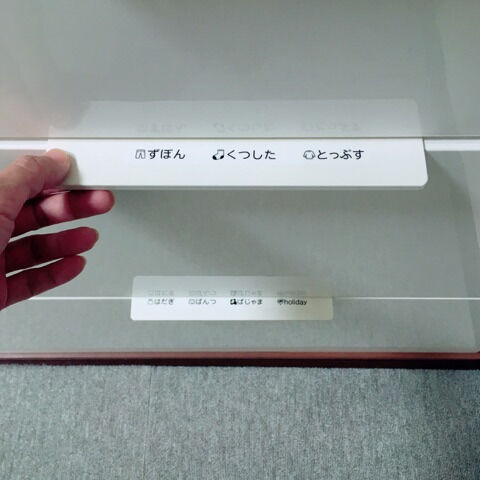 ずぼん くつした とっぷす
はだぎ ぱんつ ぱじゃま holiday